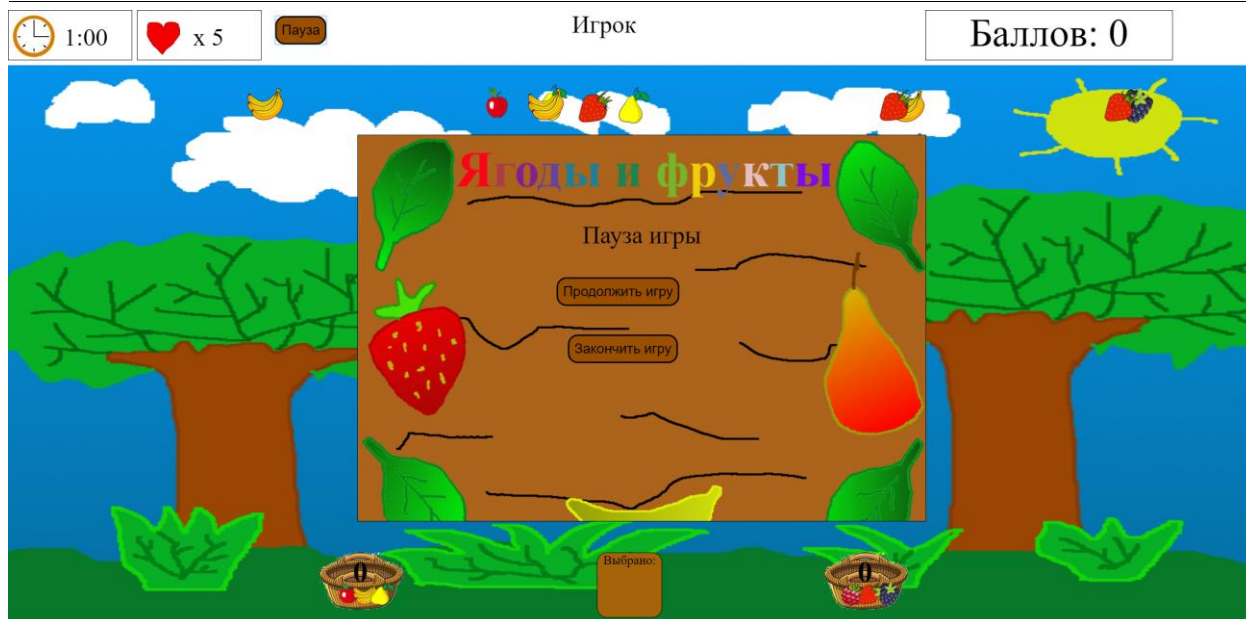 1:00
x 5
Пауза
Игрок
Баллов: 0
Ягоды и фрукты
Пауза игры
Продолжить игру
Закончить игру
0
Выбрано:
0